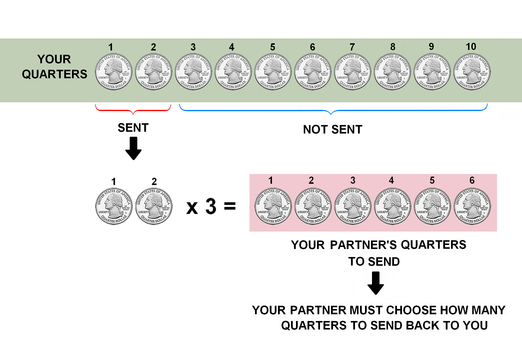 1 2 3 4 5 6 7 8 9 10
YOUR
QUARTERS
SENT
NOT SENT
1 2
x 3 =
1 2 3 4 5 6
YOUR PARTNER'S QUARTERS
TO SEND
YOUR PARTNER MUST CHOOSE HOW MANY
QUARTERS TO SEND BACK TO YOU